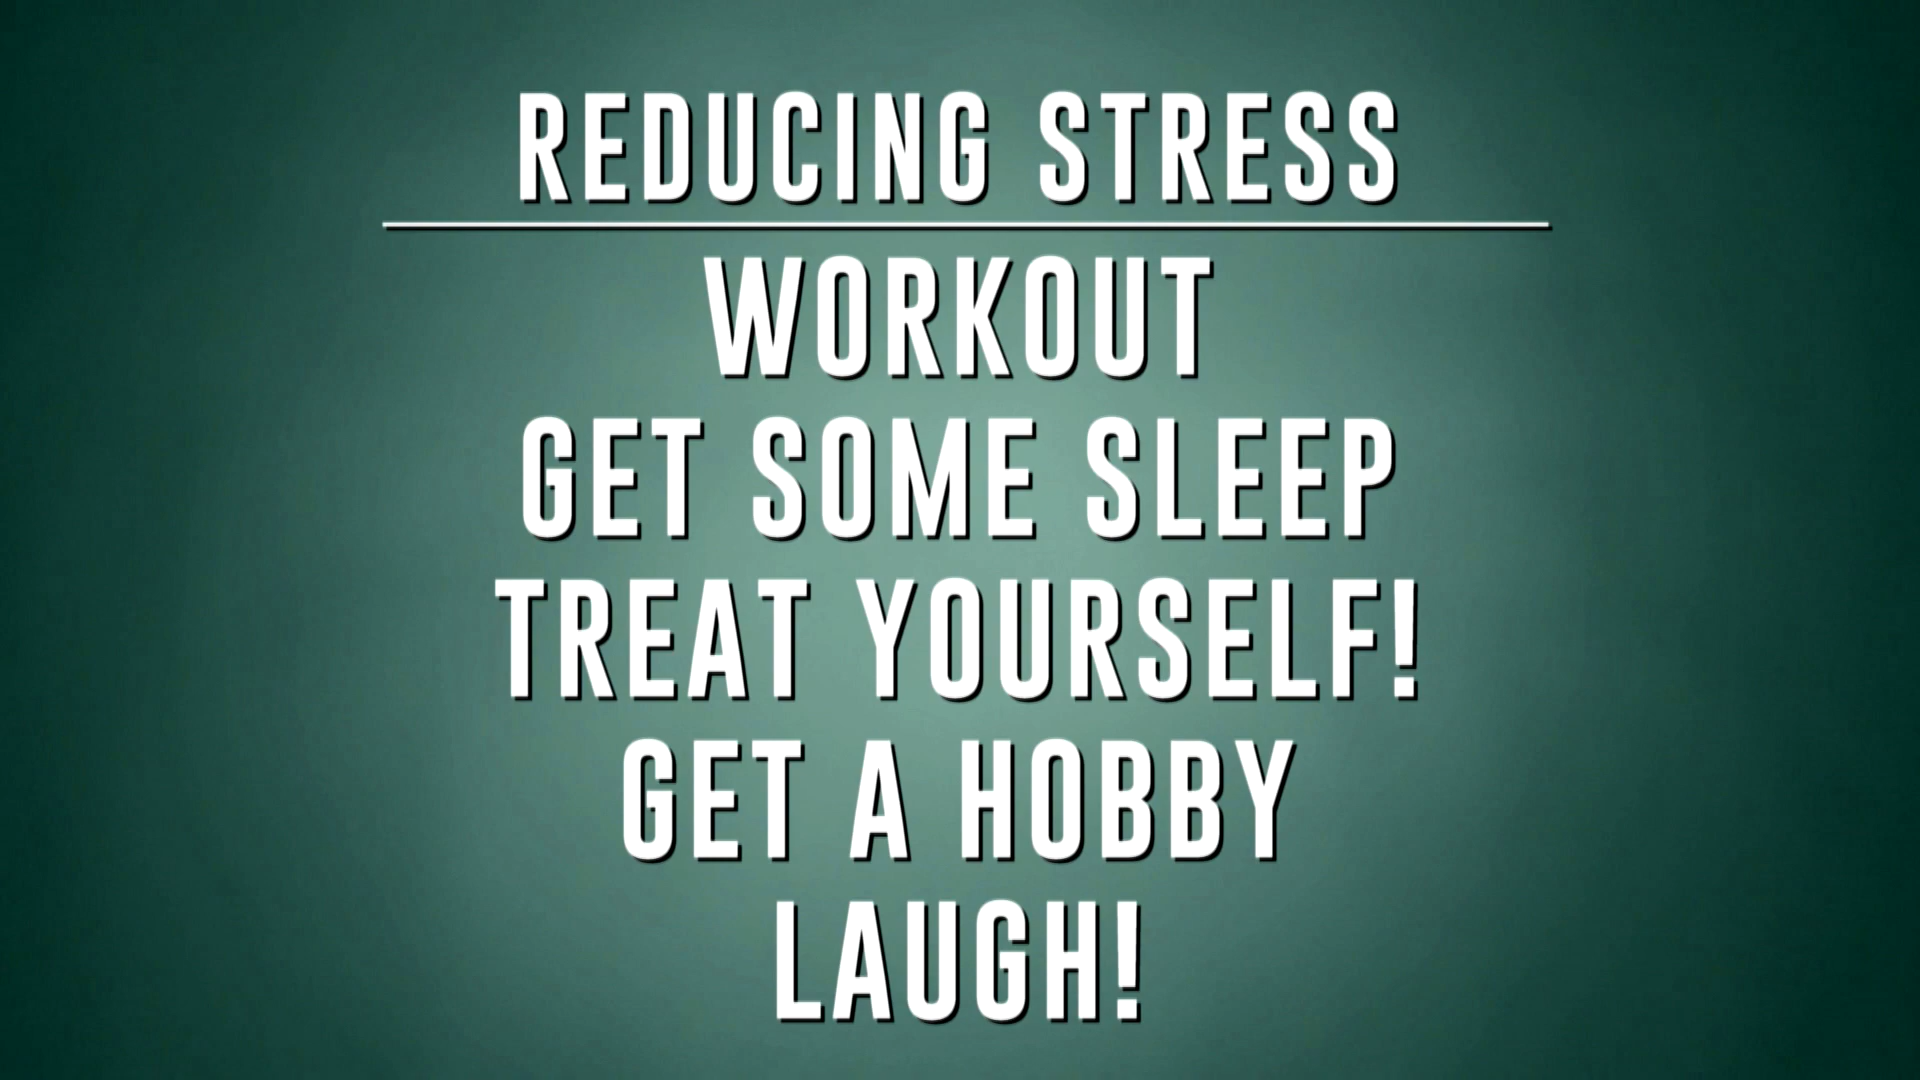 REDUCING STRESS
WORKOUT
GET SOME SLEEP
TREAT YOURSELF!
GET A HOBBY
LAUGH!